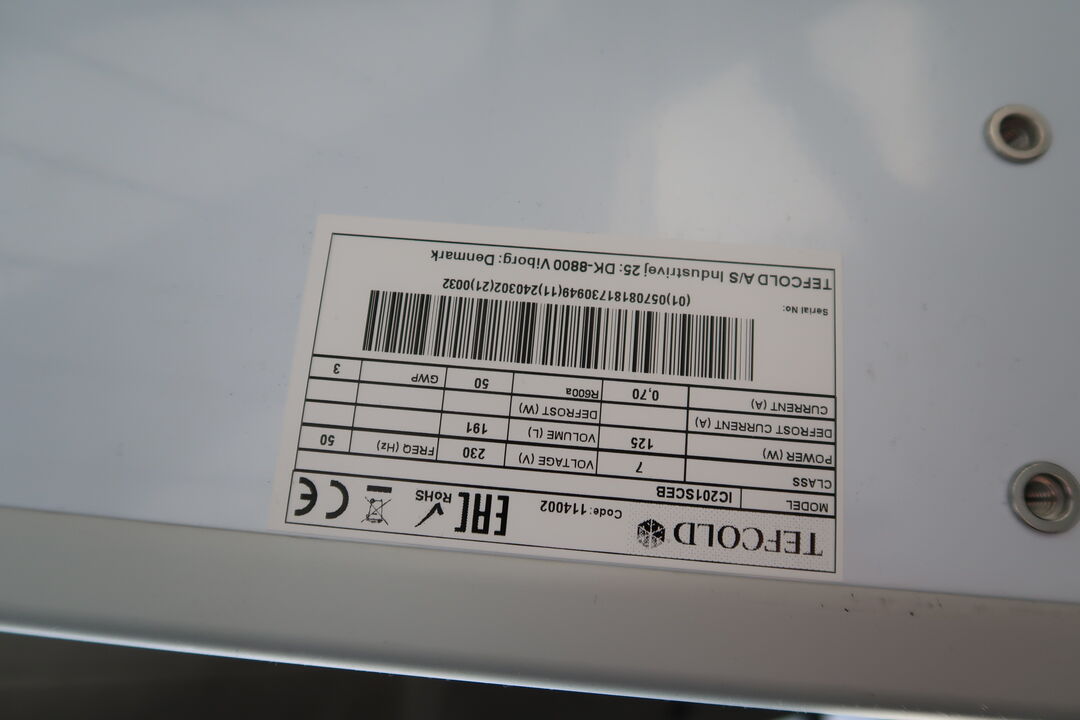 TEFCOLD Code: 114002 EAC RoHS CE
MODEL IC201SCEB
CLASS 7 VOLTAGE (V) 230 FREQ (Hz) 50
POWER (W) 125 VOLUME (L) 191
DEFROST CURRENT (A) DEFROST (W)
CURRENT (A) 0,70 R600a 50 GWP 3
Serial No:
(01)05708181730949(11)240302(21)0032
TEFCOLD A/S Industrivej 25: DK-8800 Viborg: Denmark